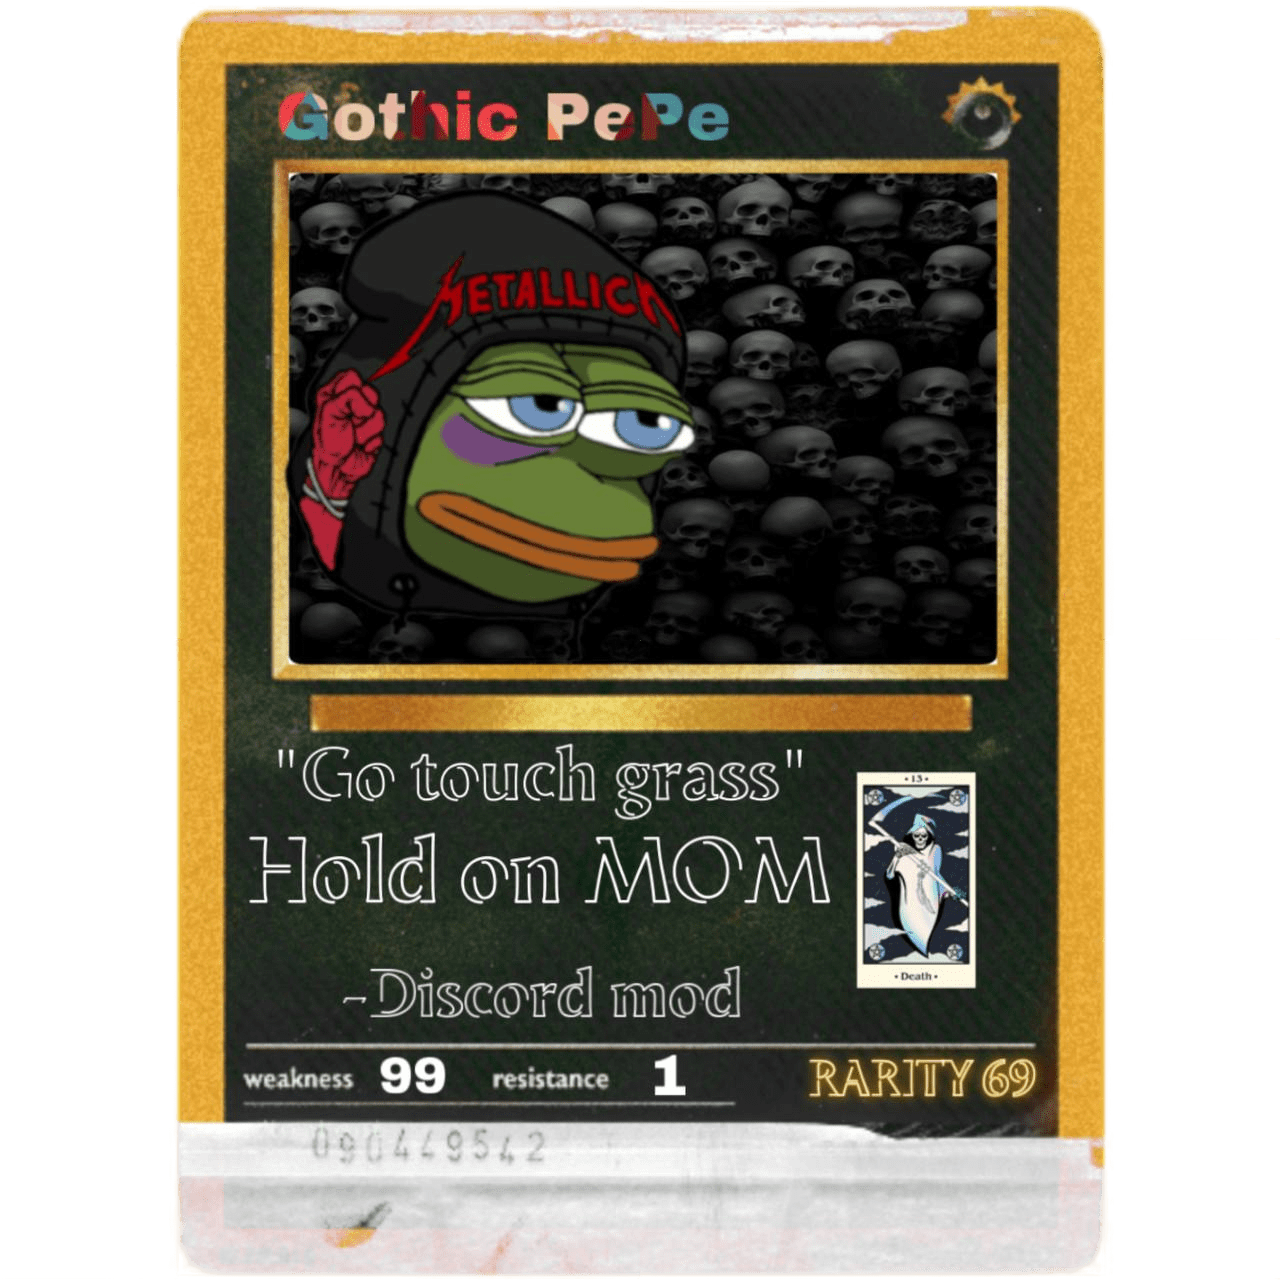 Gothic PePe
METALLICA
"Go touch grass"
Hold on MOM
• 13 •
• Death •
-Discord mod
weakness 99 resistance 1 RARITY 69
090449542